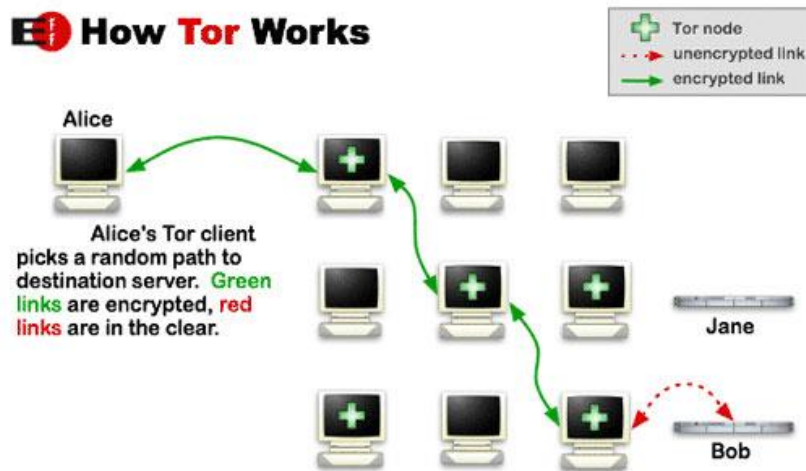 EFF How Tor Works
Tor node
unencrypted link
encrypted link
Alice
Alice's Tor client
picks a random path to
destination server. Green
links are encrypted, red
links are in the clear.
Jane
Bob